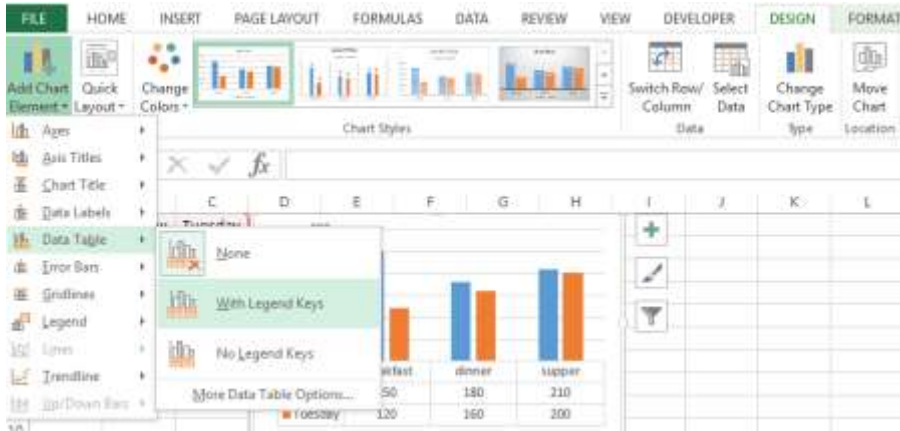 FILE HOME INSERT PAGE LAYOUT FORMULAS DATA REVIEW VIEW DEVELOPER DESIGN FORMAT
Add Chart Element Quick Layout Change Colors Switch Row/ Column Select Data Change Chart Type Move Chart
Chart Styles Data Type Location
Axes
Axis Titles
fx
Chart Title
C D E F G H I J K L
Data Labels
Tuesday
Data Table
None
Error Bars
Gridlines
With Legend Keys
Legend
Lines
No Legend Keys
Trendline
dinner supper
More Data Table Options...
180 210
Up/Down Bars
Tuesday 120 160 200